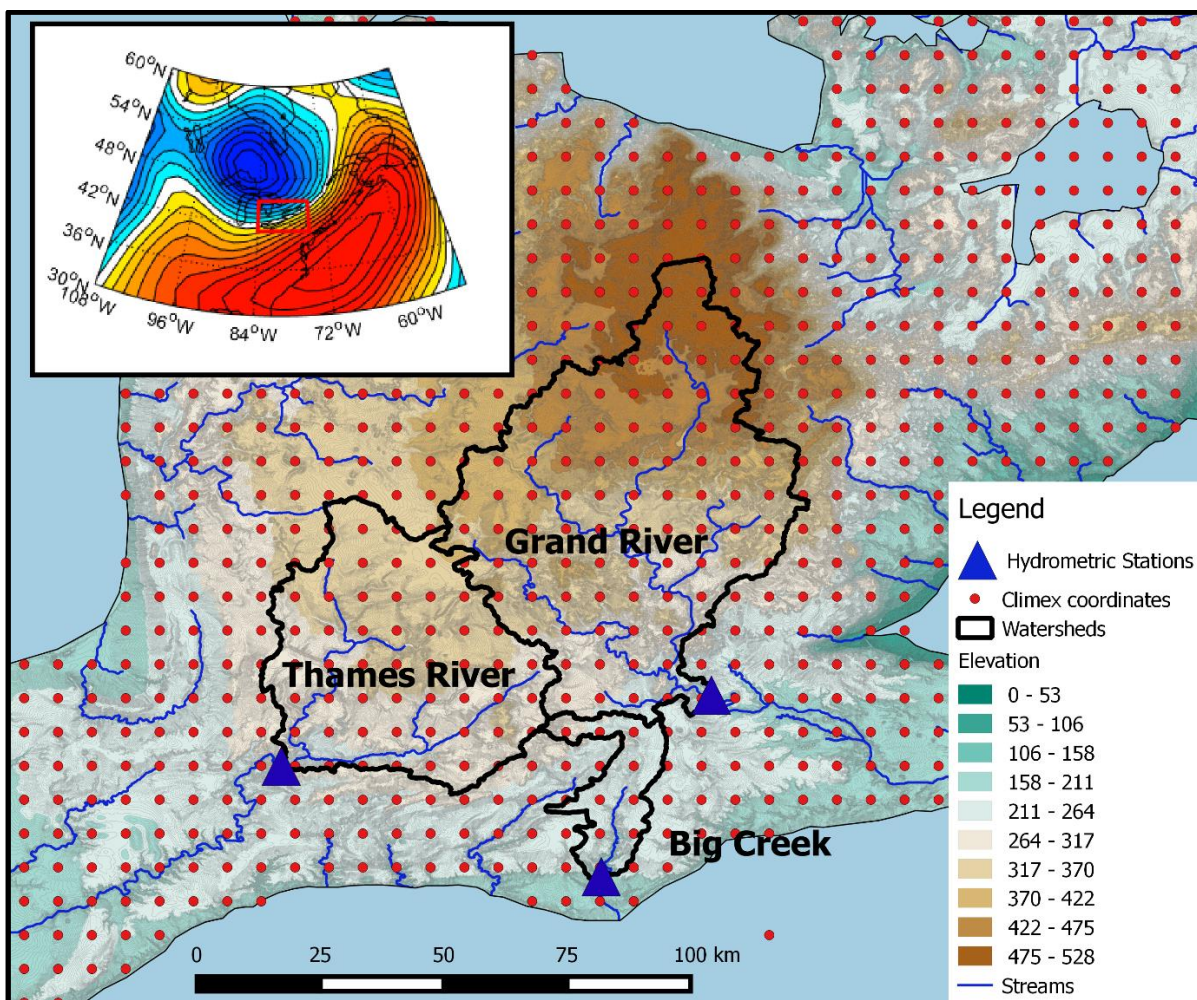 60°N
54°N
48°N
42°N
36°N
30°N
108°W
96°W
84°W
72°W
60°W
Grand River
Thames River
Big Creek
Legend
Hydrometric Stations
Climex coordinates
Watersheds
Elevation
0 - 53
53 - 106
106 - 158
158 - 211
211 - 264
264 - 317
317 - 370
370 - 422
422 - 475
475 - 528
Streams
0 25 50 75 100 km